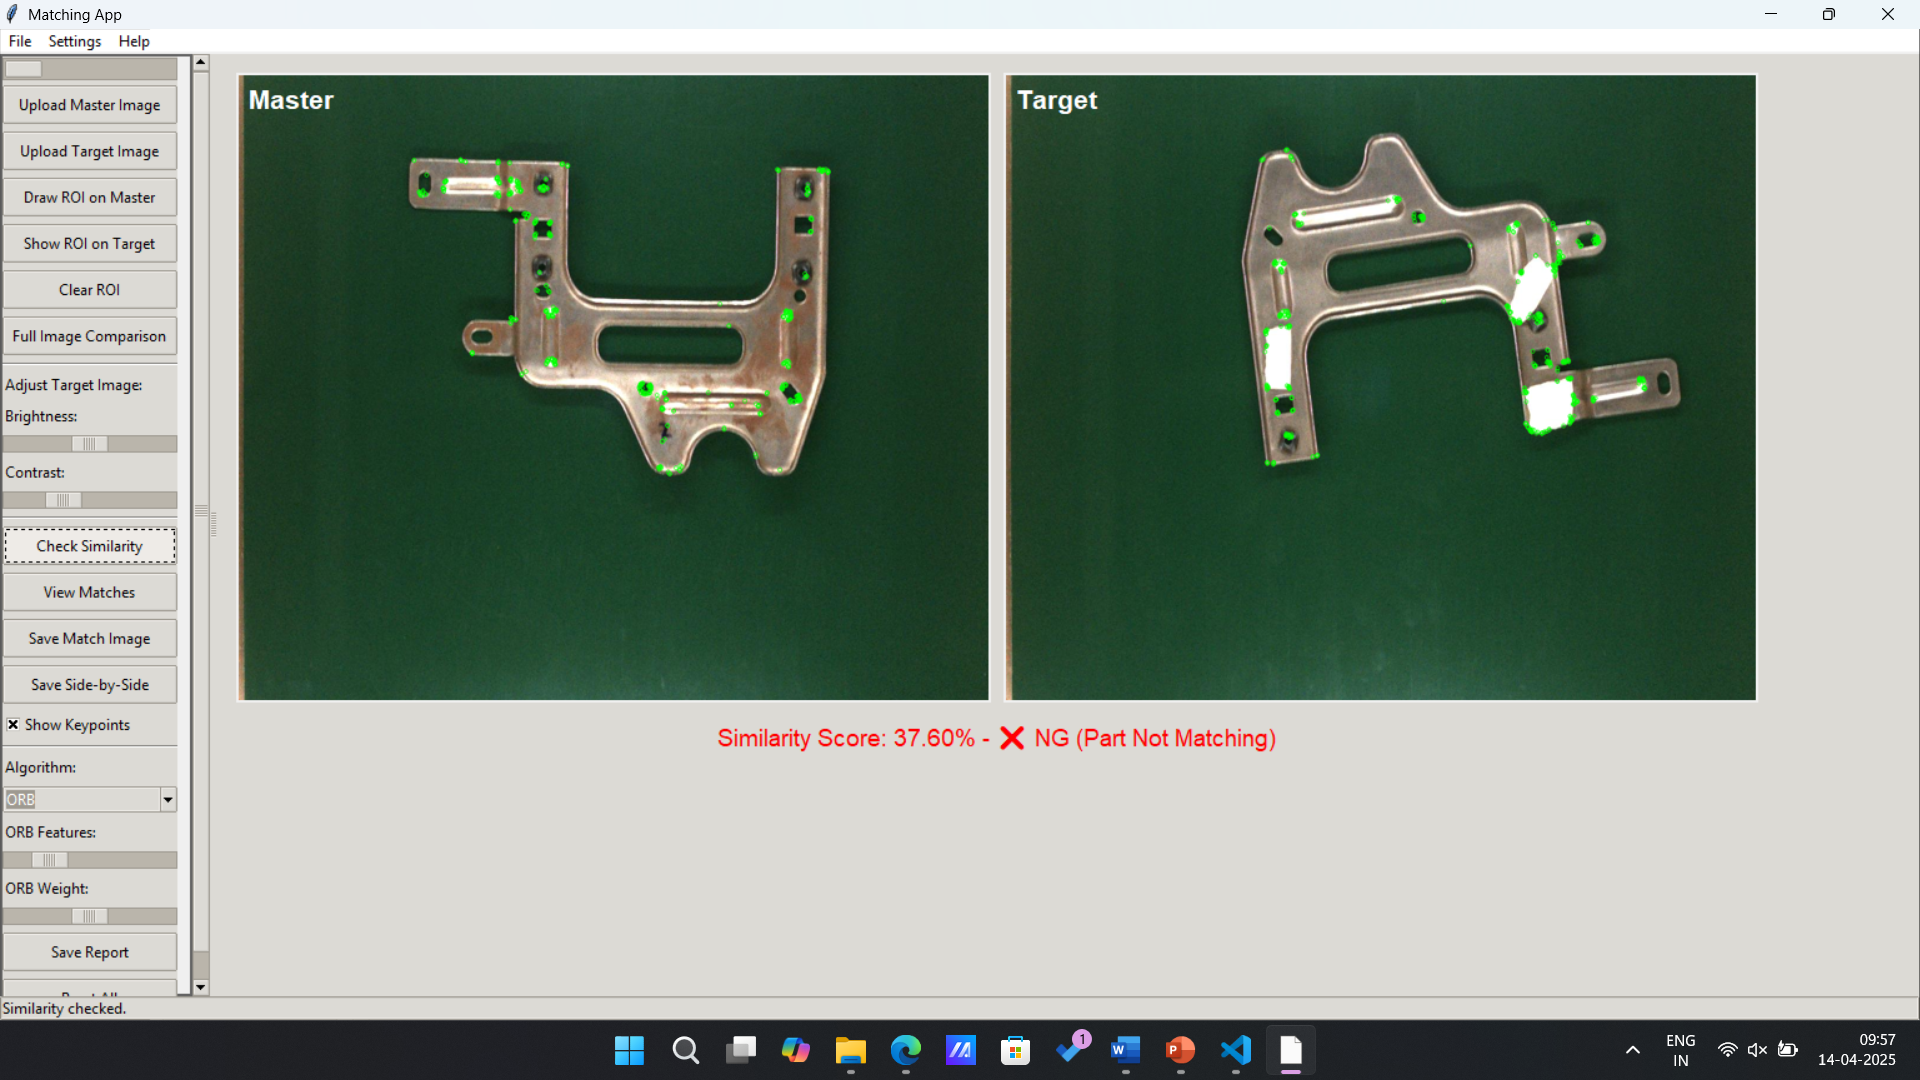 Matching App
File Settings Help
Upload Master Image
Upload Target Image
Draw ROI on Master
Show ROI on Target
Clear ROI
Full Image Comparison
Adjust Target Image:
Brightness:
Contrast:
Check Similarity
View Matches
Save Match Image
Save Side-by-Side
Show Keypoints
Algorithm:
ORB
ORB Features:
ORB Weight:
Save Report
Master
Target
Similarity Score: 37.60% - ❌ NG (Part Not Matching)
Similarity checked.
1
ENG
IN
09:57
14-04-2025